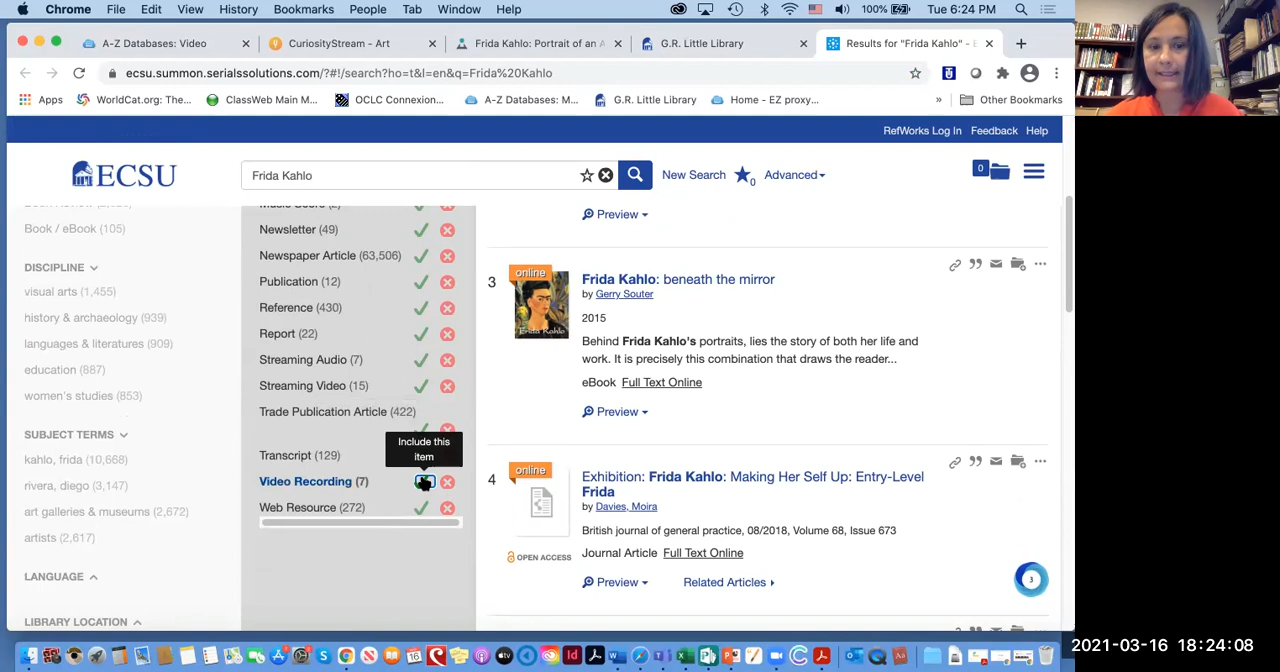 Chrome File Edit View History Bookmarks People Tab Window Help 100% Tue 6:24 PM
A-Z Databases: Video CuriosityStream - Art Frida Kahlo: Portrait of an A G.R. Little Library Results for "Frida Kahlo" - E
ecsu.summon.serialssolutions.com/?#!/search?ho=t&l=en&q=Frida%20Kahlo
Apps WorldCat.org: The... ClassWeb Main M... OCLC Connexion... A-Z Databases: M... G.R. Little Library Home - EZ proxy... » Other Bookmarks
RefWorks Log In Feedback Help
ECSU Frida Kahlo New Search 0 Advanced 0
Book / eBook (105)
DISCIPLINE
visual arts (1,455)
history & archaeology (939)
languages & literatures (909)
education (887)
women's studies (853)
SUBJECT TERMS
kahlo, frida (10,668)
rivera, diego (3,147)
art galleries & museums (2,672)
artists (2,617)
LANGUAGE
LIBRARY LOCATION
Newsletter (49)
Newspaper Article (63,506)
Publication (12)
Reference (430)
Report (22)
Streaming Audio (7)
Streaming Video (15)
Trade Publication Article (422)
Include this
item
Transcript (129)
Video Recording (7)
Web Resource (272)
Preview
3
online
Frida Kahlo
Frida Kahlo: beneath the mirror
by Gerry Souter
2015
Behind Frida Kahlo's portraits, lies the story of both her life and
work. It is precisely this combination that draws the reader...
eBook Full Text Online
Preview
4
online
Exhibition: Frida Kahlo: Making Her Self Up: Entry-Level
Frida
by Davies, Moira
British journal of general practice, 08/2018, Volume 68, Issue 673
OPEN ACCESS
Journal Article Full Text Online
Preview Related Articles
3
2021-03-16 18:24:08